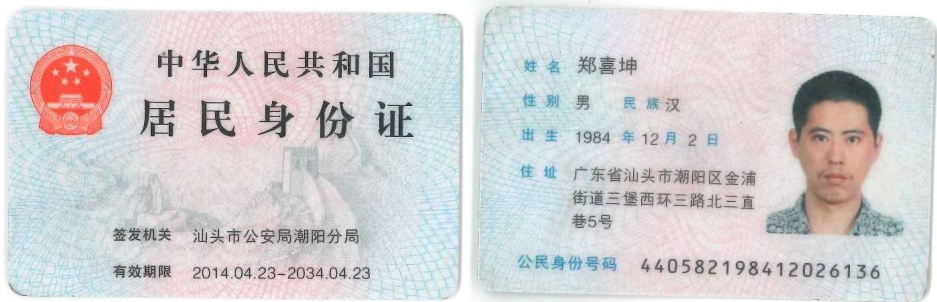 中华人民共和国
居民身份证
签发机关 汕头市公安局潮阳分局
有效期限 2014.04.23-2034.04.23
姓名 郑喜坤
性别 男 民族 汉
出生 1984 年 12 月 2 日
住址 广东省汕头市潮阳区金浦
街道三堡西环三路北三直
巷5号
公民身份号码 440582198412026136